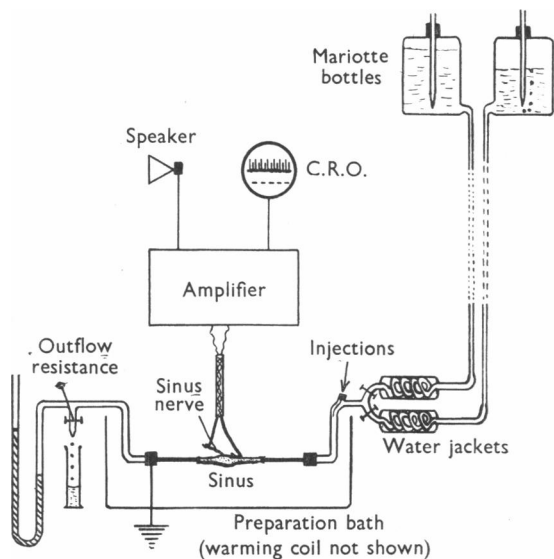 Mariotte
bottles
Speaker
C.R.O.
Amplifier
Outflow
resistance
Injections
Sinus
nerve
Water jackets
Sinus
Preparation bath
(warming coil not shown)